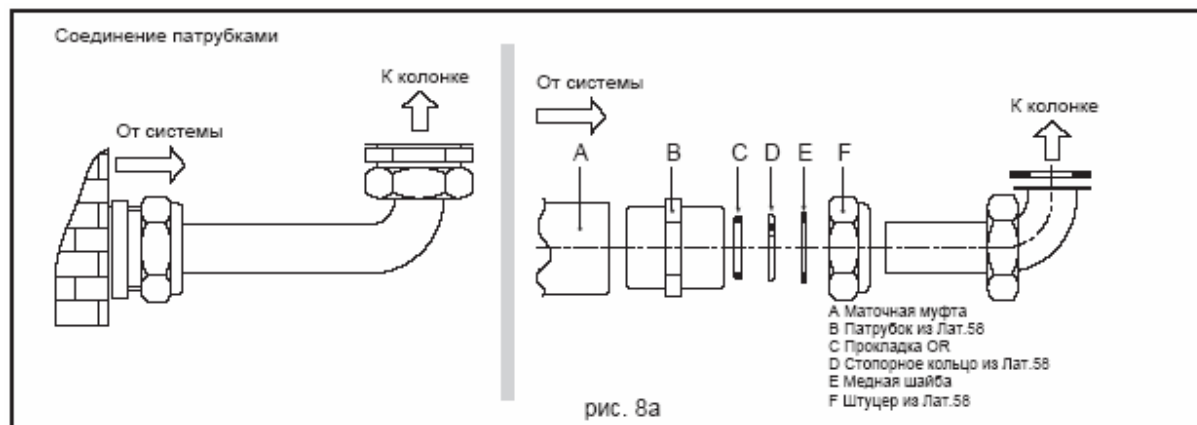 Соединение патрубками
К колонке
От системы
От системы
К колонке
A B C D E F
A Маточная муфта
B Патрубок из Лат.58
C Прокладка OR
D Стопорное кольцо из Лат.58
E Медная шайба
F Штуцер из Лат.58
рис. 8а